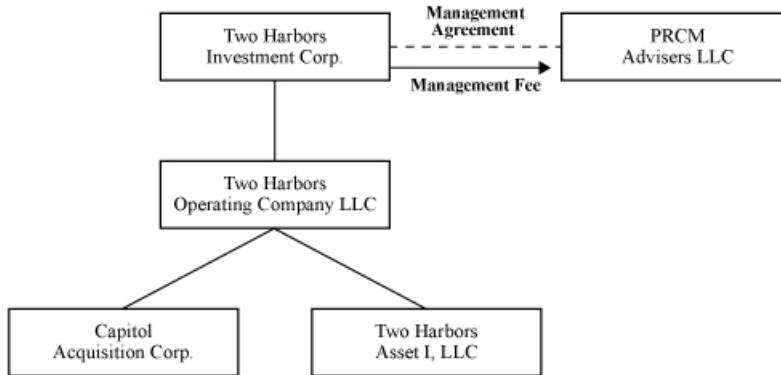 Two Harbors
Investment Corp.
Management
Agreement
Management Fee
PRCM
Advisers LLC
Two Harbors
Operating Company LLC
Capitol
Acquisition Corp.
Two Harbors
Asset I, LLC